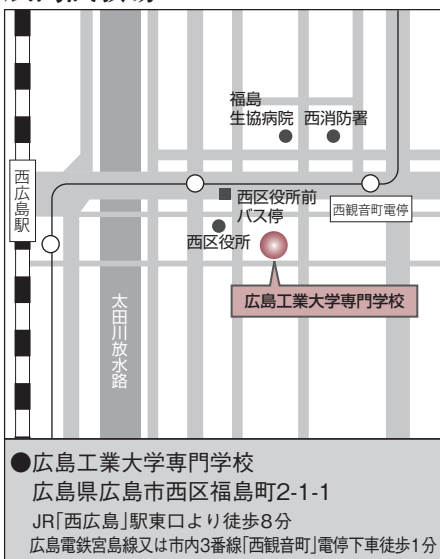 福島
生協病院
西消防署
西広島駅
西区役所前
バス停
西観音町電停
西区役所
広島工業大学専門学校
太田川放水路
●広島工業大学専門学校
広島県広島市西区福島町2-1-1
JR「西広島」駅東口より徒歩8分
広島電鉄宮島線又は市内3番線「西観音町」電停下車徒歩1分